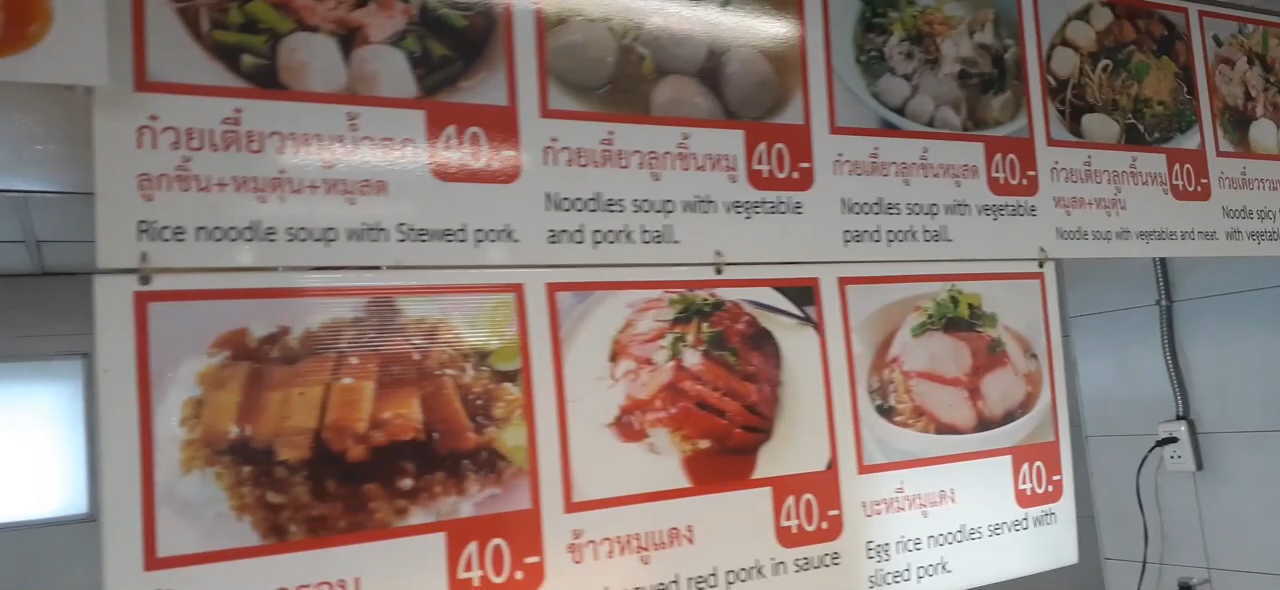 ก๋วยเตี๋ยวหมูน้ำตก 40.-
ลูกชิ้น+หมูตุ๋น+หมูสด
Rice noodle soup with Stewed pork.
ก๋วยเตี๋ยวลูกชิ้นหมู 40.-
Noodles soup with vegetable
and pork ball.
ก๋วยเตี๋ยวลูกชิ้นหมูสด 40.-
Noodles soup with vegetable
pand pork ball.
ก๋วยเตี๋ยวลูกชิ้นหมู 40.-
หมูสด+หมูตุ๋น
Noodle soup with vegetables and meat.
ก๋วยเตี๋ยวรวม
Noodle spicy
with vegetabl
40.-
ข้าวหมูแดง 40.-
red pork in sauce
บะหมี่หมูแดง 40.-
Egg rice noodles served with
sliced pork.